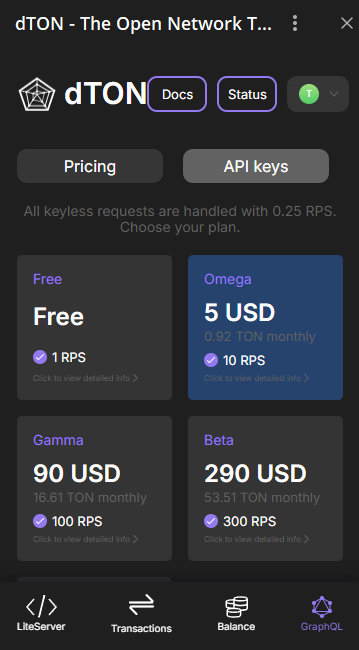 dTON - The Open Network T...
dTON
Docs
Status
T
Pricing
API keys
All keyless requests are handled with 0.25 RPS.
Choose your plan.
Free
Free
1 RPS
Click to view detailed info
Omega
5 USD
0.92 TON monthly
10 RPS
Click to view detailed info
Gamma
90 USD
16.61 TON monthly
100 RPS
Click to view detailed info
Beta
290 USD
53.51 TON monthly
300 RPS
Click to view detailed info
LiteServer
Transactions
Balance
GraphQL